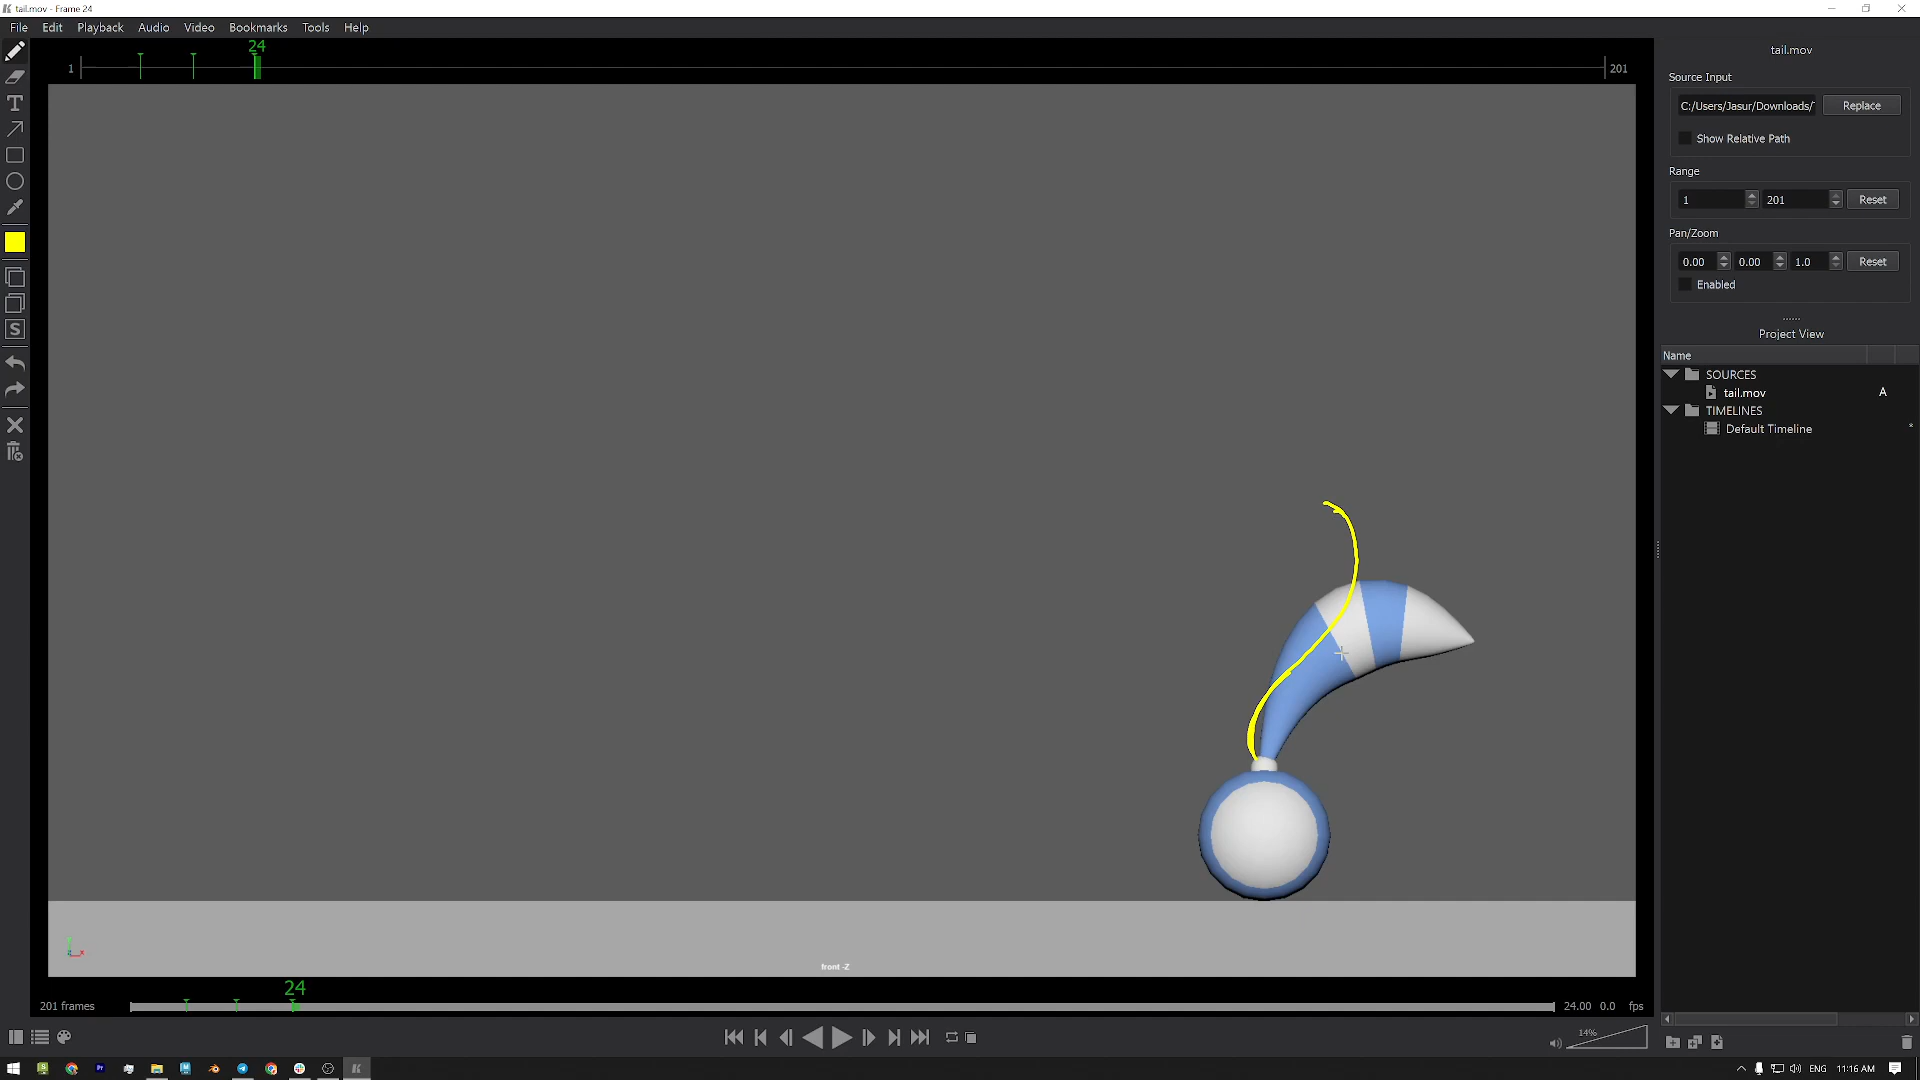 tail.mov - Frame 24
File Edit Playback Audio Video Bookmarks Tools Help
24
1
201
tail.mov
Source Input
C:/Users/Jasur/Downloads/
Replace
Show Relative Path
Range
1 201 Reset
Pan/Zoom
0.00 0.00 1.0 Reset
Enabled
Project View
Name
SOURCES
tail.mov A
TIMELINES
Default Timeline *
front -Z
24
201 frames
24.00 0.0 fps
14%
ENG 11:16 AM